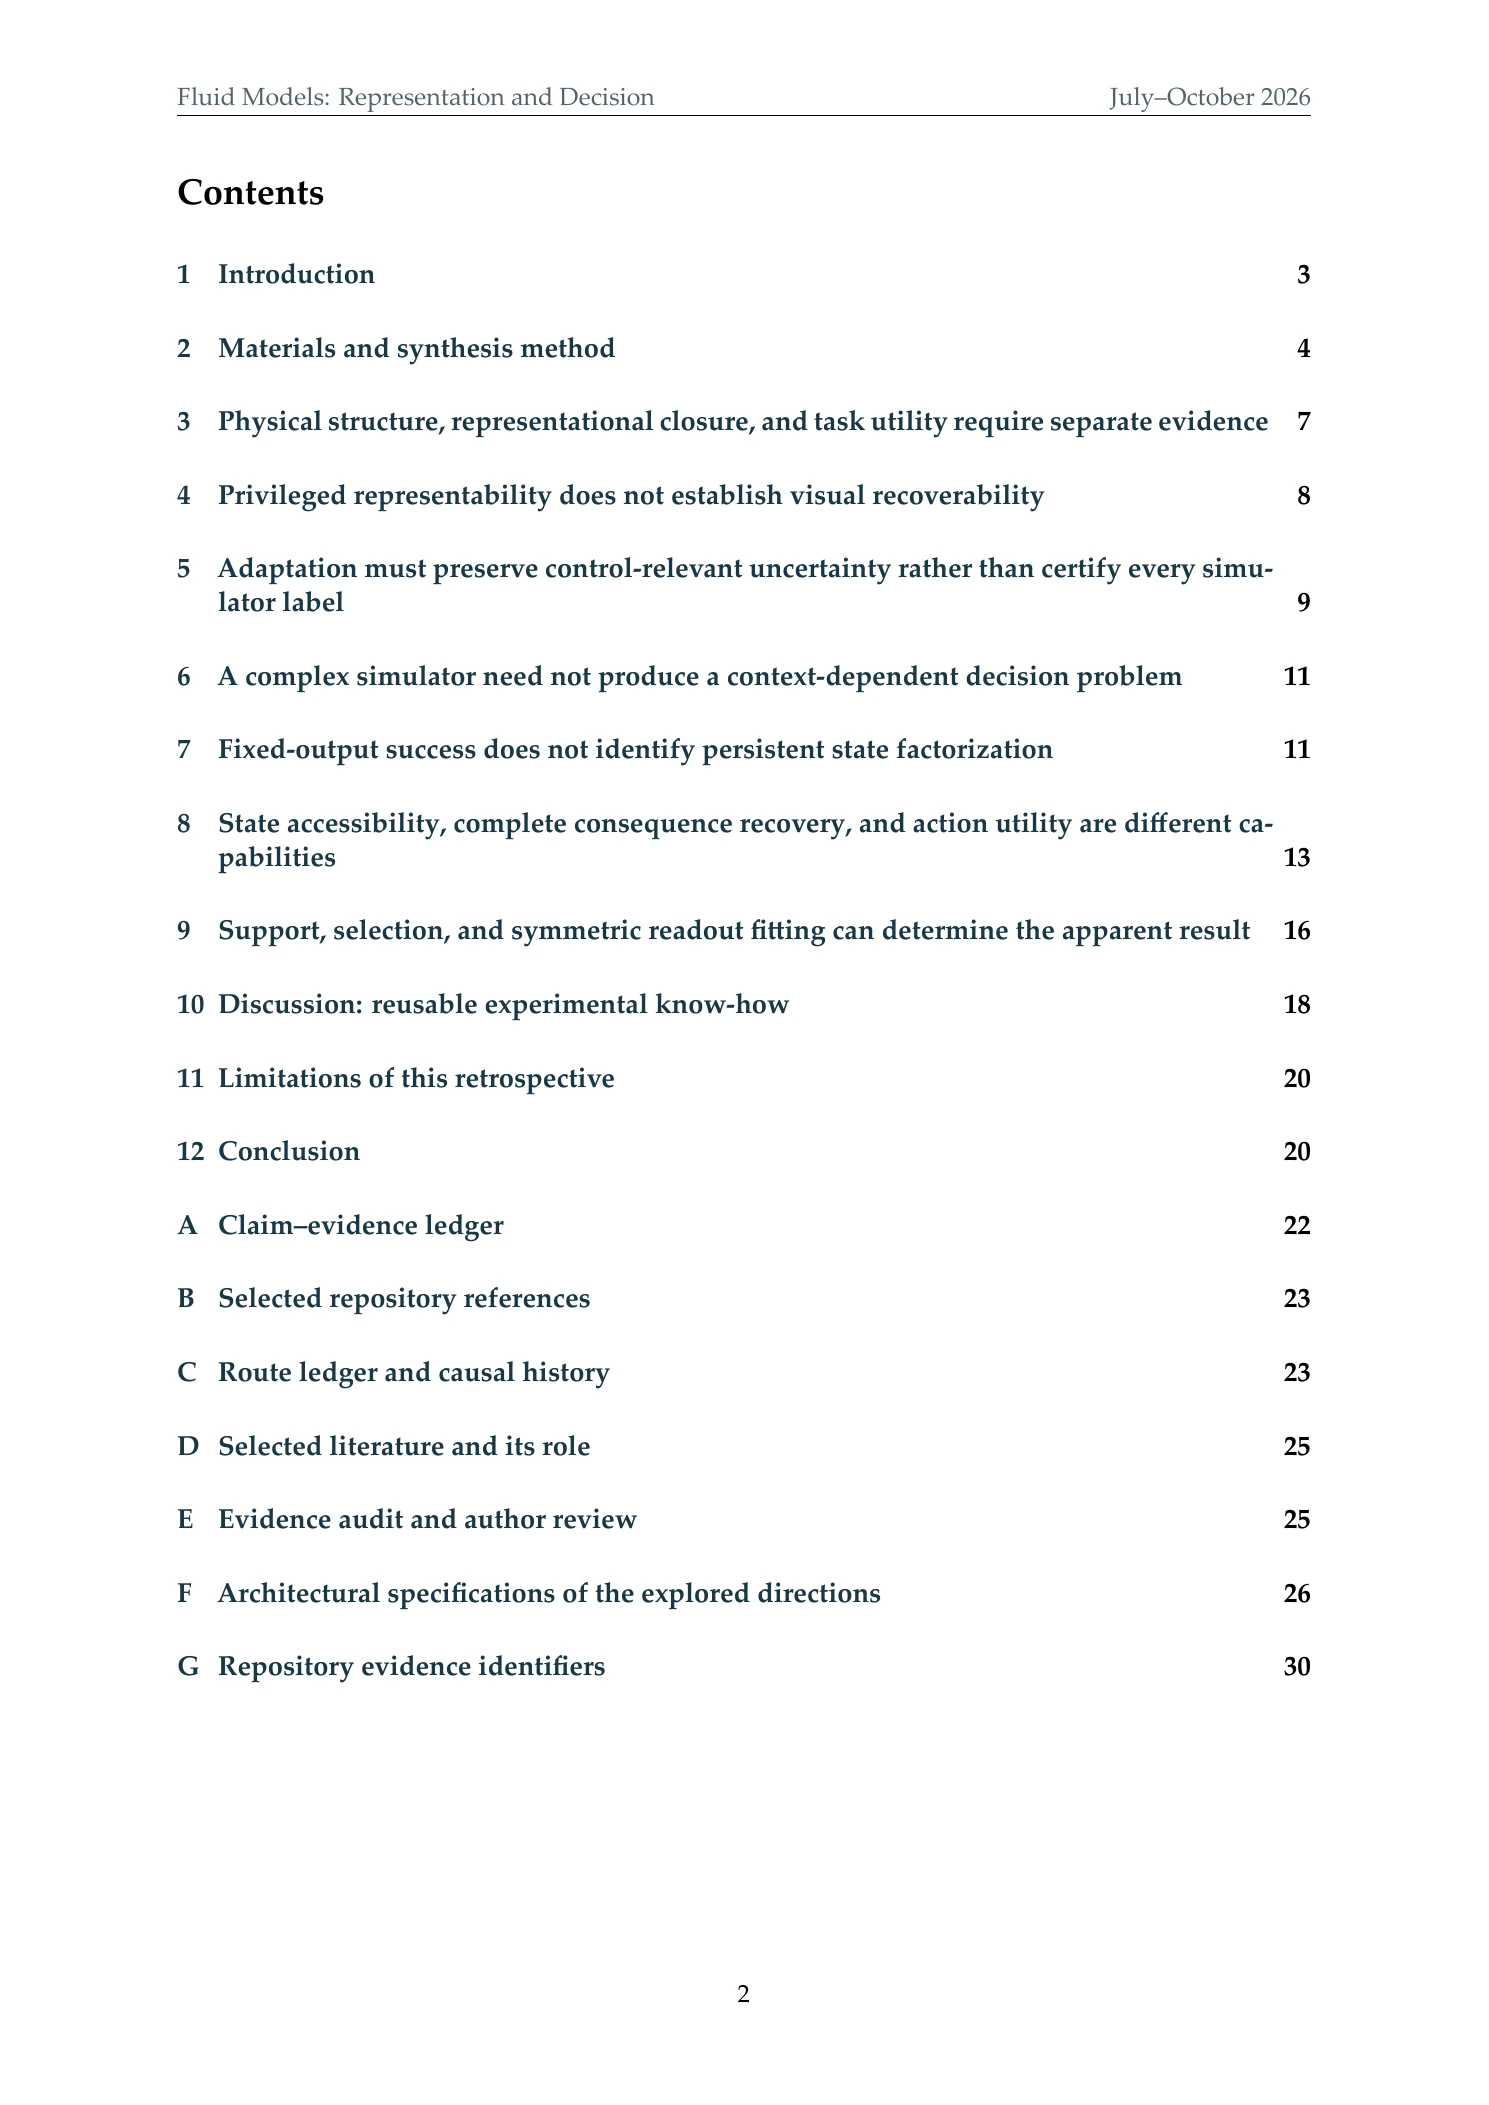 Fluid Models: Representation and Decision July–October 2026
Contents
1 Introduction 3
2 Materials and synthesis method 4
3 Physical structure, representational closure, and task utility require separate evidence 7
4 Privileged representability does not establish visual recoverability 8
5 Adaptation must preserve control-relevant uncertainty rather than certify every simu-
lator label 9
6 A complex simulator need not produce a context-dependent decision problem 11
7 Fixed-output success does not identify persistent state factorization 11
8 State accessibility, complete consequence recovery, and action utility are different ca-
pabilities 13
9 Support, selection, and symmetric readout fitting can determine the apparent result 16
10 Discussion: reusable experimental know-how 18
11 Limitations of this retrospective 20
12 Conclusion 20
A Claim–evidence ledger 22
B Selected repository references 23
C Route ledger and causal history 23
D Selected literature and its role 25
E Evidence audit and author review 25
F Architectural specifications of the explored directions 26
G Repository evidence identifiers 30
2